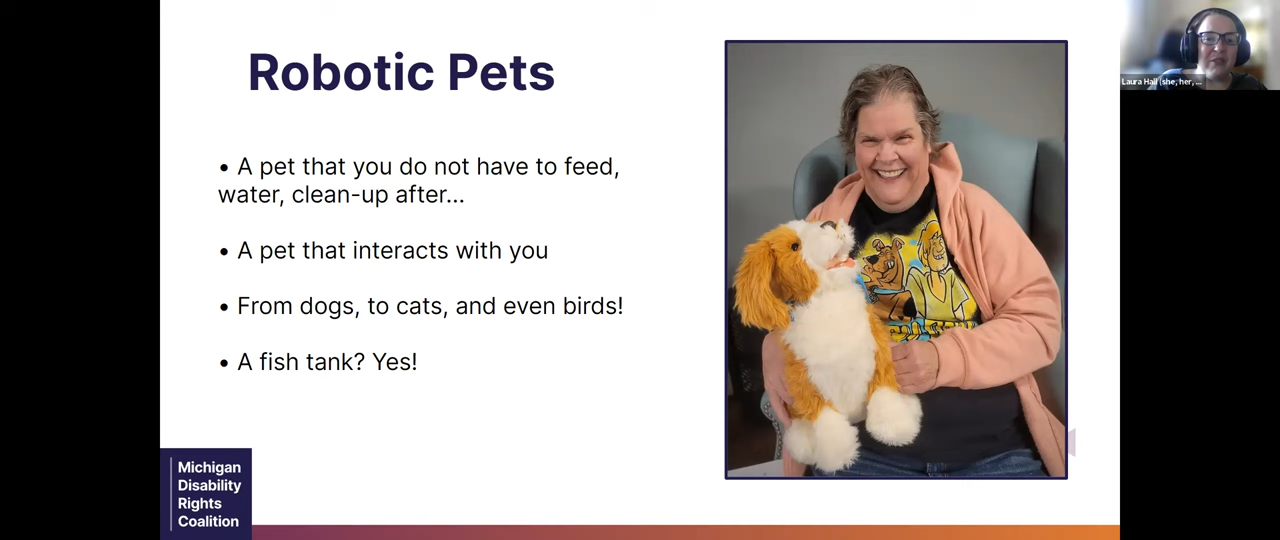 Robotic Pets
• A pet that you do not have to feed,
water, clean-up after...
• A pet that interacts with you
• From dogs, to cats, and even birds!
• A fish tank? Yes!
Michigan
Disability
Rights
Coalition
Laura Hall (she, her, ...